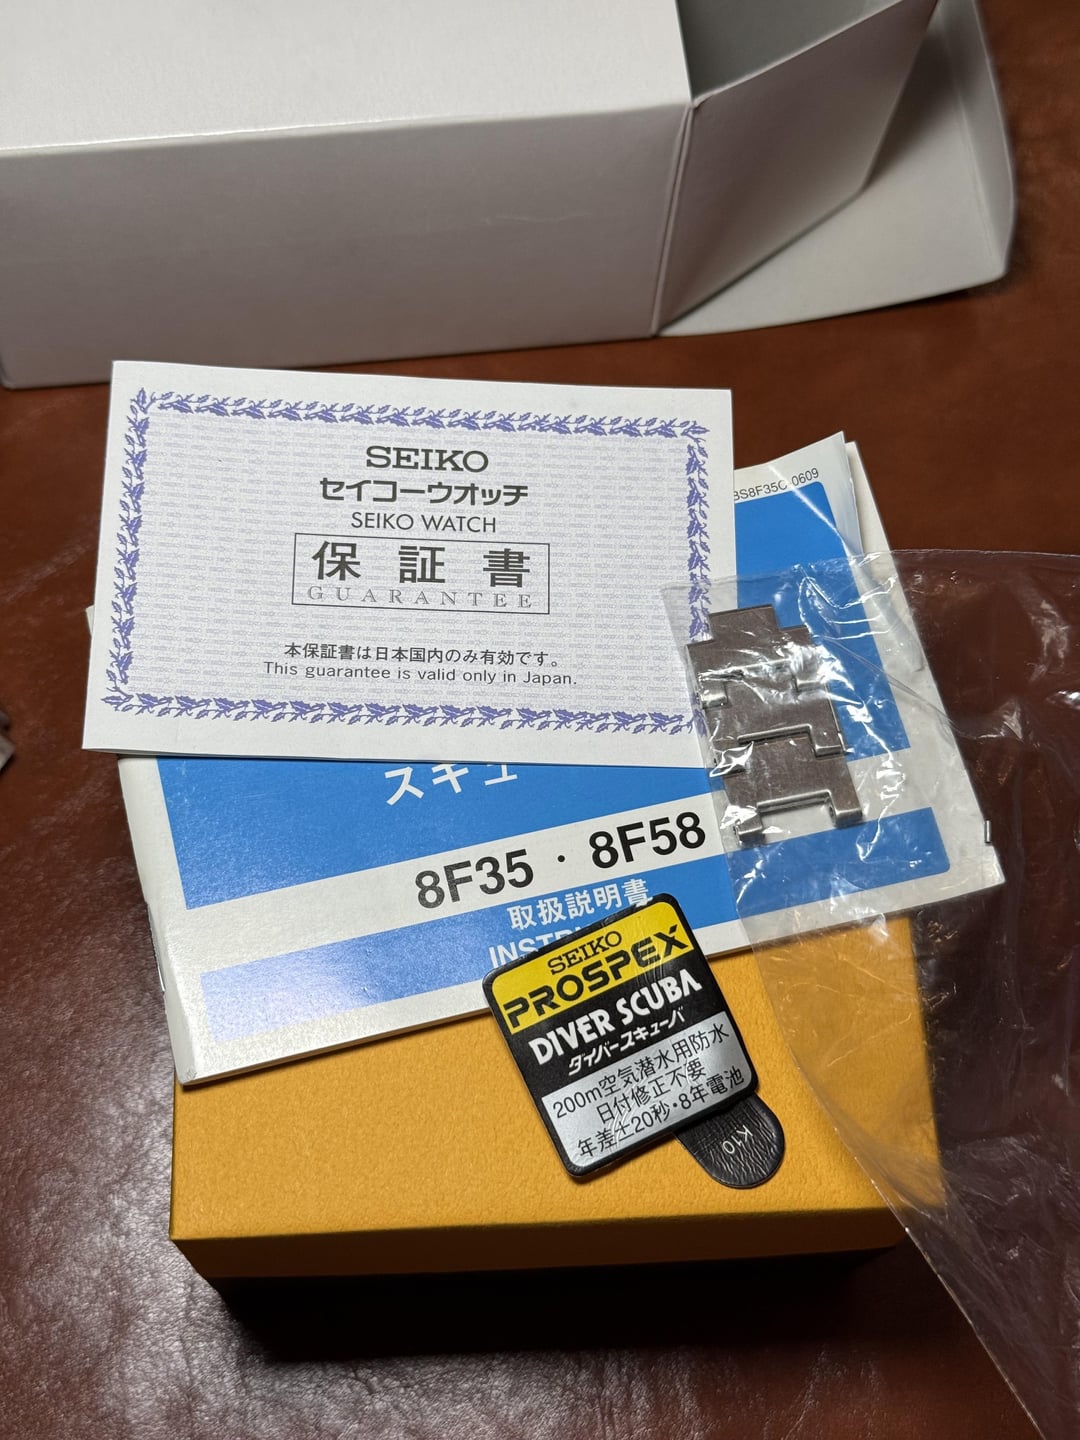 SEIKO
セイコーウオッチ
SEIKO WATCH
保証書
GUARANTEE
本保証書は日本国内のみ有効です。
This guarantee is valid only in Japan.
BS8F35C-0609
スキュ
8F35・8F58
取扱説明書
INSTRU
SEIKO
PROSPEX
DIVER SCUBA
ダイバースキューバ
200m空気潜水用防水
日付修正不要
年差±20秒・8年電池
K10